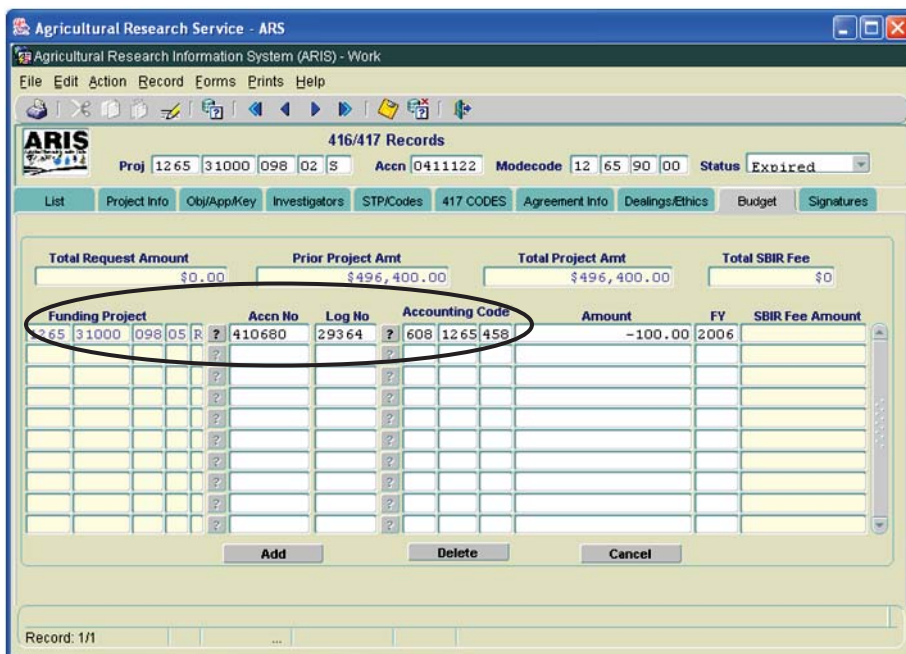 Agricultural Research Service - ARS
Agricultural Research Information System (ARIS) - Work
File Edit Action Record Forms Prints Help
ARIS
416/417 Records
Proj 1265 31000 098 02 S Accn 0411122 Modecode 12 65 90 00 Status Expired
List Project Info Obj/App/Key Investigators STP/Codes 417 CODES Agreement Info Dealings/Ethics Budget Signatures
Total Request Amount Prior Project Amt Total Project Amt Total SBIR Fee
$0.00 $496,400.00 $496,400.00 $0
Funding Project Accn No Log No Accounting Code Amount FY SBIR Fee Amount
1265 31000 098 05 R ? 410680 29364 ? 608 1265 458 -100.00 2006
? ?
? ?
? ?
? ?
? ?
? ?
? ?
? ?
? ?
Add Delete Cancel
Record: 1/1 ...